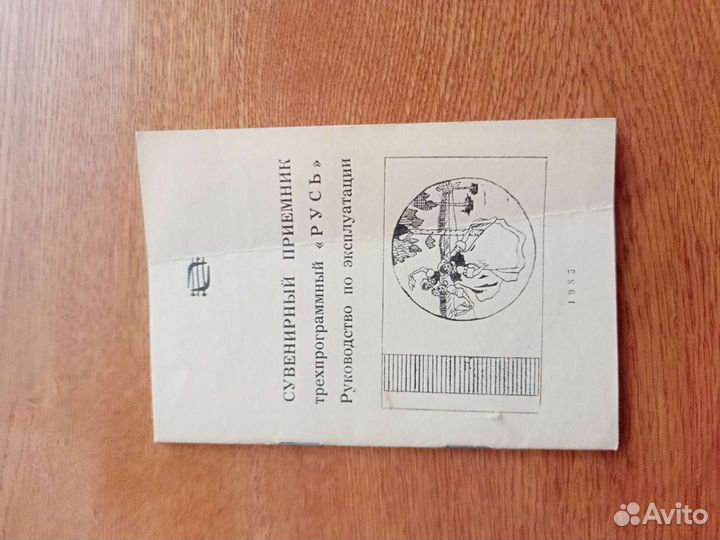 СУВЕНИРНЫЙ ПРИЕМНИК
трехпрограммный «РУСЬ»
Руководство по эксплуатации
1985
Avito